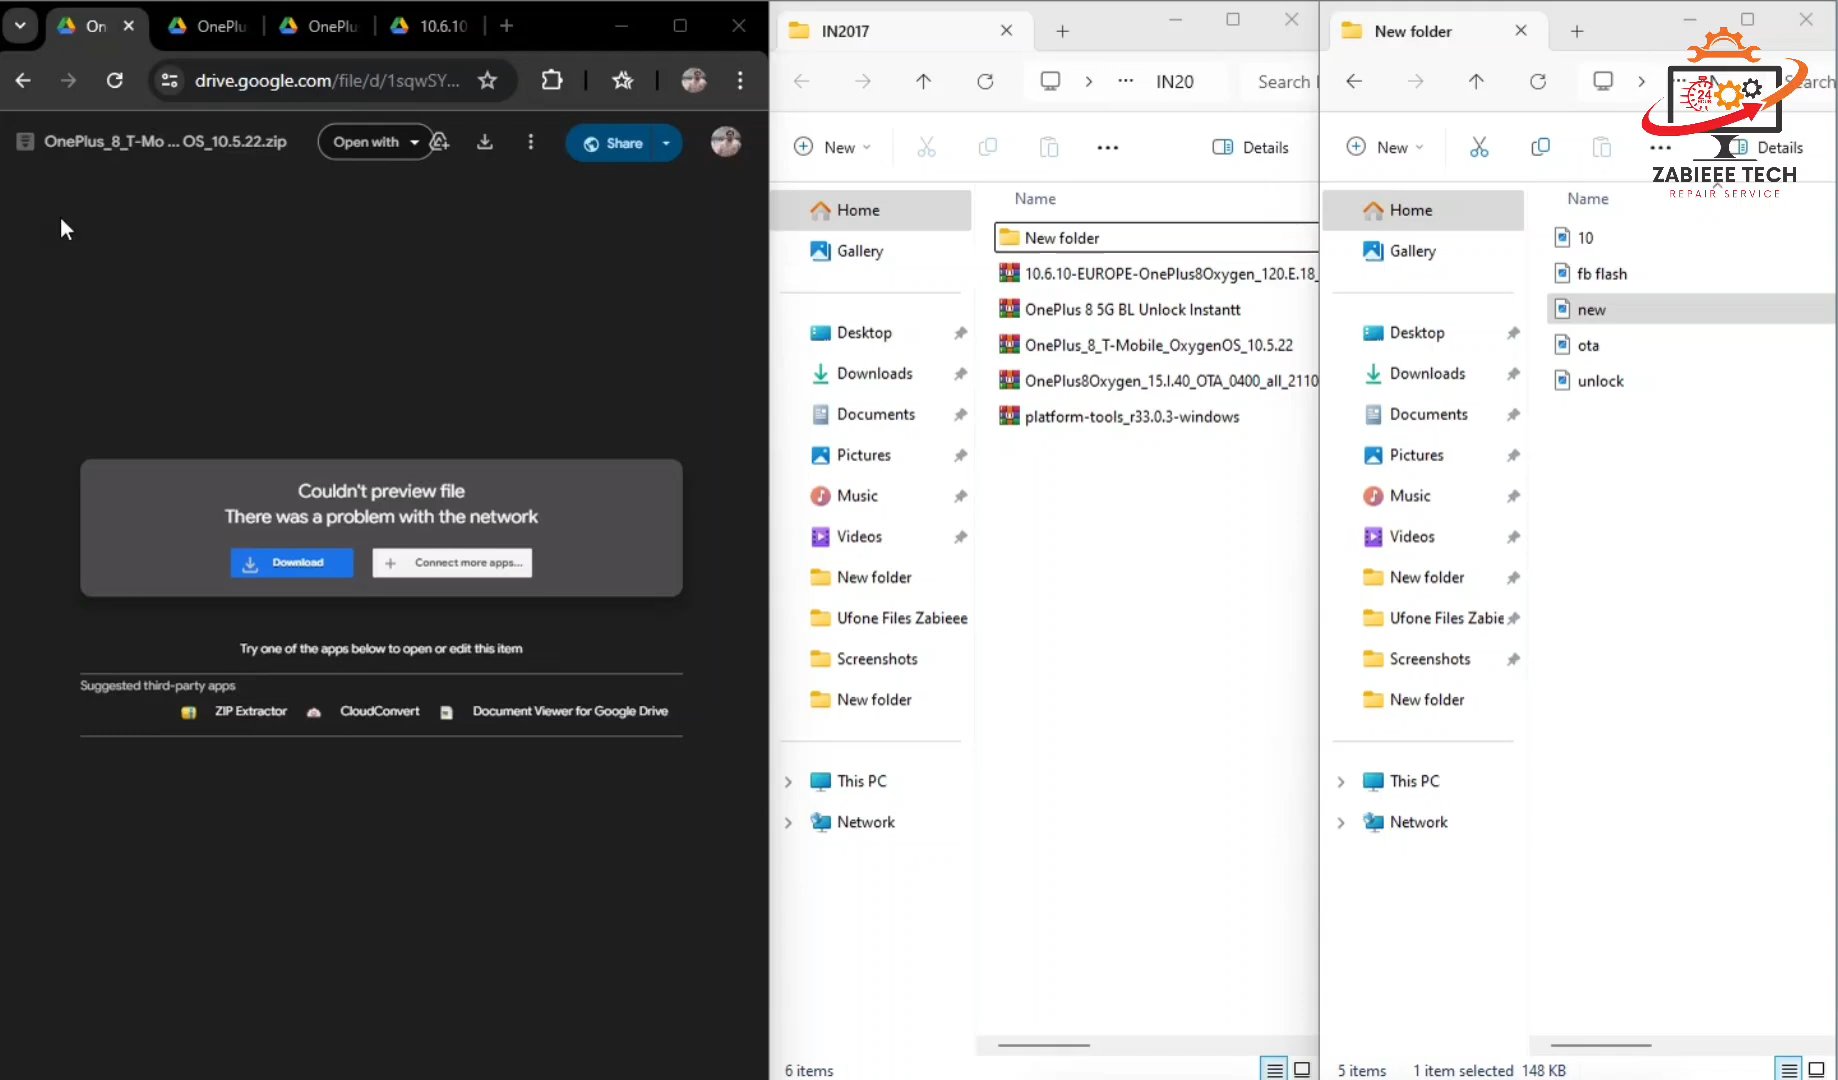 On
OnePlu
OnePlu
10.6.10
drive.google.com/file/d/1sqwSY...
OnePlus_8_T-Mo ... OS_10.5.22.zip
Open with
Share
Couldn't preview file
There was a problem with the network
Download
Connect more apps...
Try one of the apps below to open or edit this item
Suggested third-party apps
ZIP Extractor
CloudConvert
Document Viewer for Google Drive
IN2017
IN20
Search
New
Details
Home
Gallery
Desktop
Downloads
Documents
Pictures
Music
Videos
New folder
Ufone Files Zabieee
Screenshots
New folder
This PC
Network
Name
New folder
10.6.10-EUROPE-OnePlus8Oxygen_120.E.18_
OnePlus 8 5G BL Unlock Instantt
OnePlus_8_T-Mobile_OxygenOS_10.5.22
OnePlus8Oxygen_15.I.40_OTA_0400_all_2110
platform-tools_r33.0.3-windows
6 items
New folder
earch
New
Details
24
ZABIEEE TECH
REPAIR SERVICE
Home
Gallery
Desktop
Downloads
Documents
Pictures
Music
Videos
New folder
Ufone Files Zabie
Screenshots
New folder
This PC
Network
Name
10
fb flash
new
ota
unlock
5 items
1 item selected 148 KB